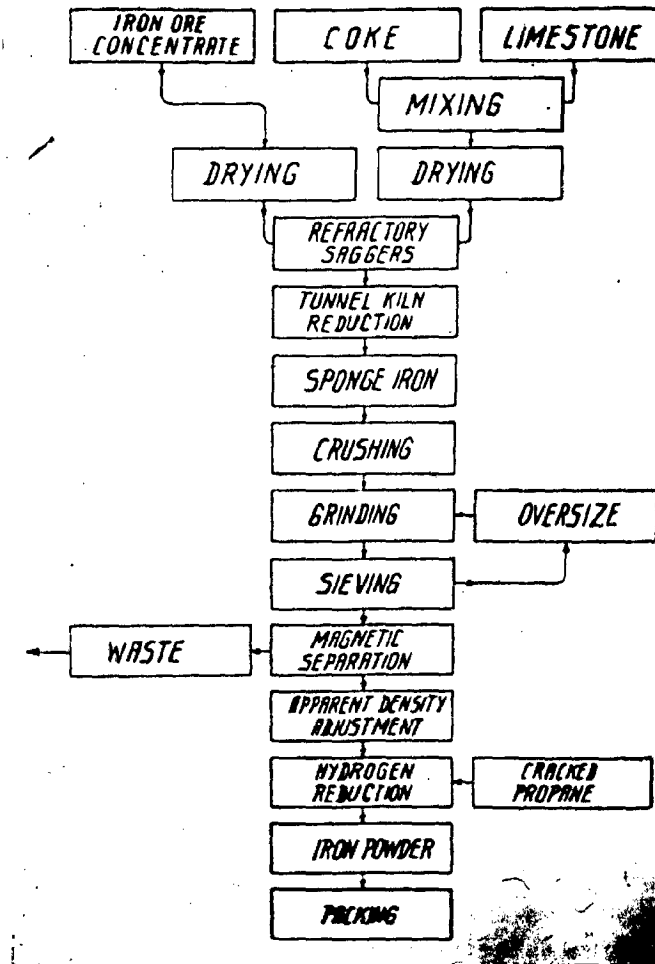 IRON ORE
CONCENTRATE
COKE
LIMESTONE
MIXING
DRYING
DRYING
REFRACTORY
SAGGERS
TUNNEL KILN
REDUCTION
SPONGE IRON
CRUSHING
GRINDING
OVERSIZE
SIEVING
WASTE
MAGNETIC
SEPARATION
APPARENT DENSITY
ADJUSTMENT
HYDROGEN
REDUCTION
CRACKED
PROPANE
IRON POWDER
PACKING